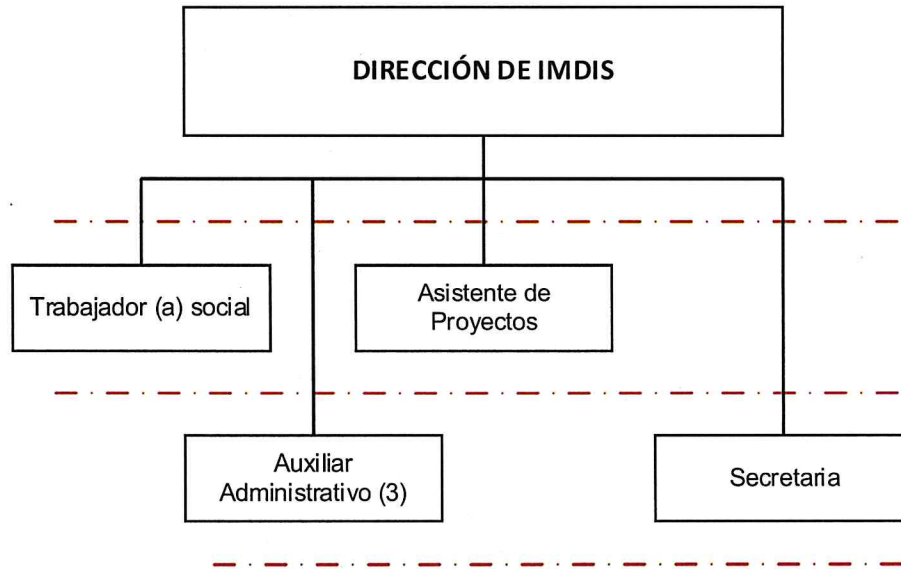 DIRECCIÓN DE IMDIS
Trabajador (a) social
Asistente de
Proyectos
Auxiliar
Administrativo (3)
Secretaria